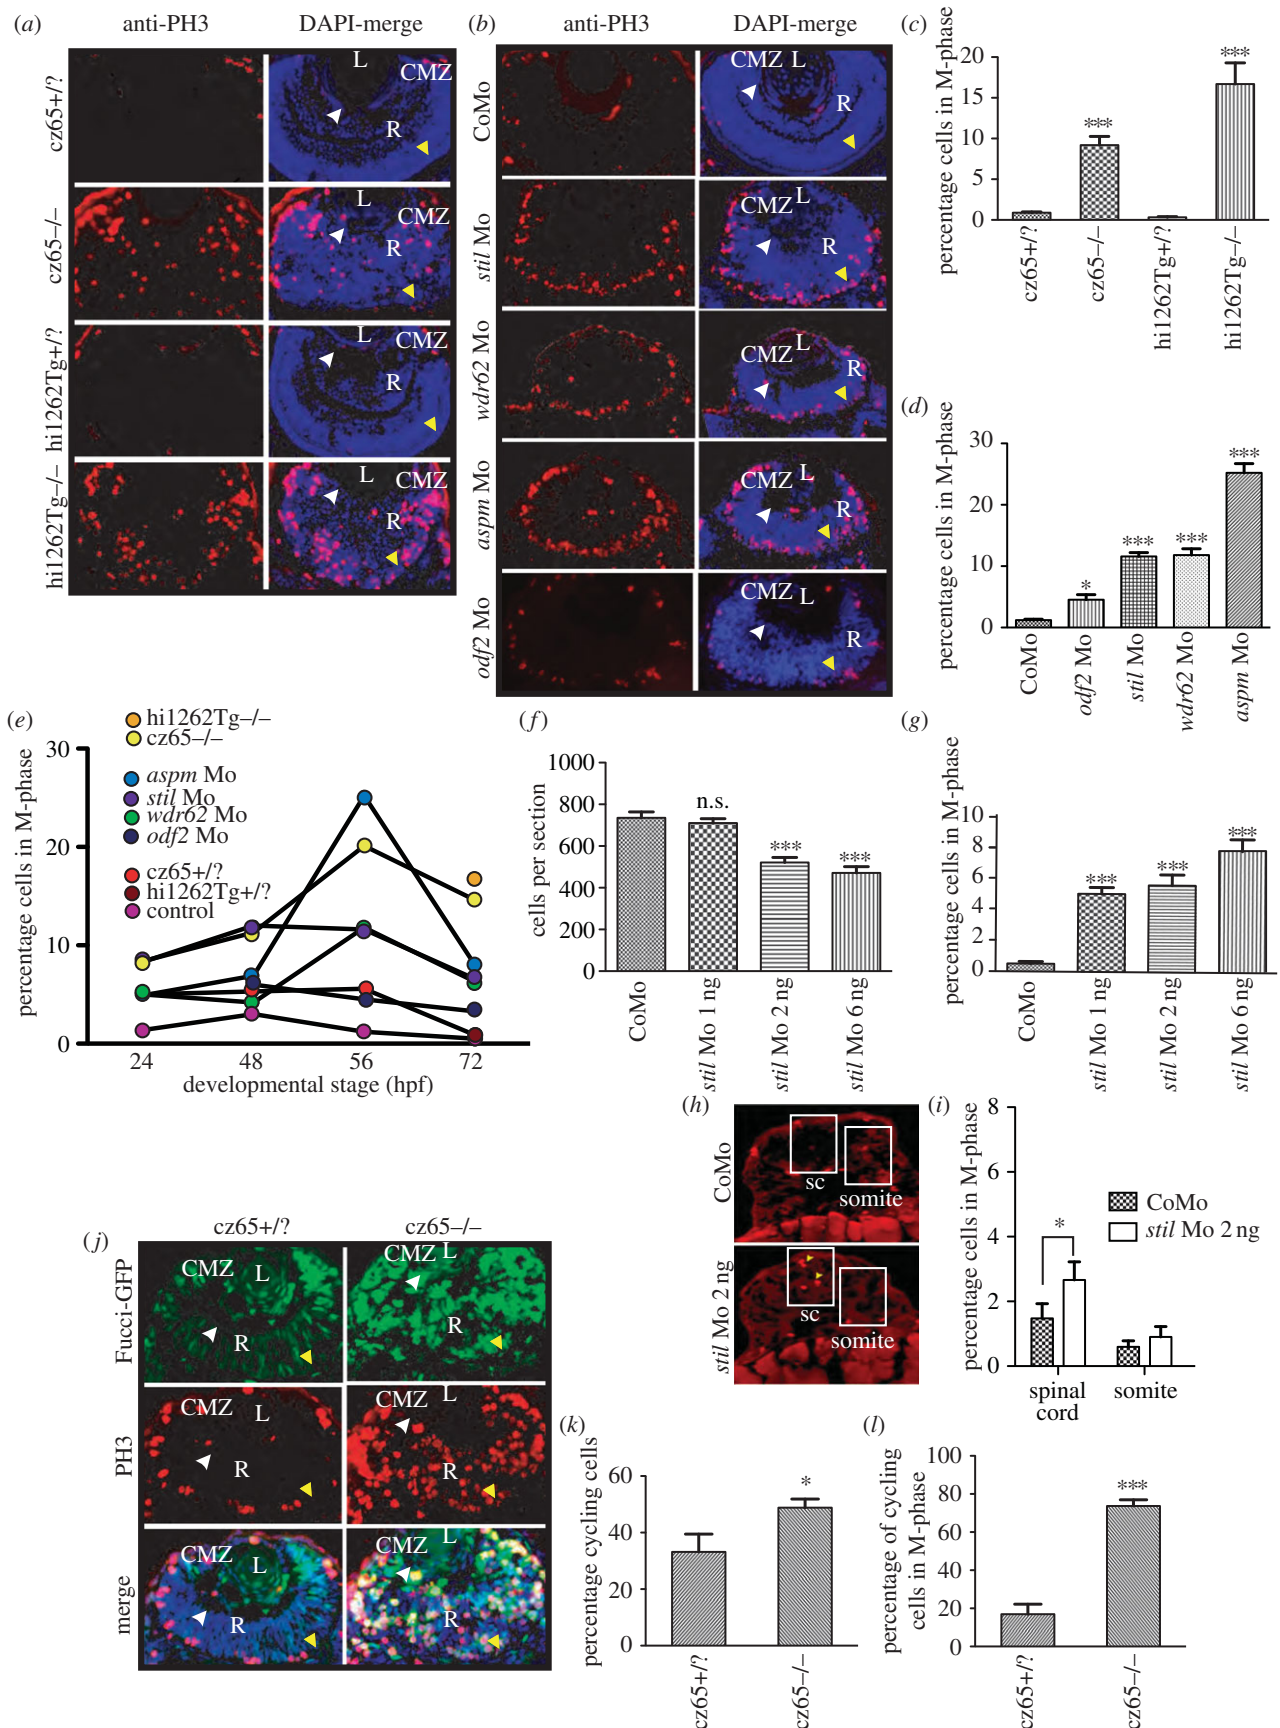 (a) anti-PH3 DAPI-merge
cz65+/?
L CMZ
R
cz65–/–
L
CMZ
R
hi1262Tg+/?
L CMZ
R
hi1262Tg–/–
L CMZ
R
(b) anti-PH3 DAPI-merge
CoMo
CMZ L
R
stil Mo
L
CMZ
R
wdr62 Mo
CMZ L
R
aspm Mo
CMZ L
R
odf2 Mo
CMZ L
R
(c)
percentage cells in M-phase
20
15
10
5
0
***
***
cz65+/?
cz65–/–
hi1262Tg+/?
hi1262Tg–/–
(d)
percentage cells in M-phase
30
20
10
0
*
***
***
***
CoMo
odf2 Mo
stil Mo
wdr62 Mo
aspm Mo
(e)
percentage cells in M-phase
30
20
10
0
hi1262Tg–/–
cz65–/–
aspm Mo
stil Mo
wdr62 Mo
odf2 Mo
cz65+/?
hi1262Tg+/?
control
24 48 56 72
developmental stage (hpf)
(f)
cells per section
1000
800
600
400
200
0
n.s.
***
***
CoMo
stil Mo 1 ng
stil Mo 2 ng
stil Mo 6 ng
(g)
percentage cells in M-phase
10
8
6
4
2
0
***
***
***
CoMo
stil Mo 1 ng
stil Mo 2 ng
stil Mo 6 ng
(h)
CoMo
sc
somite
stil Mo 2 ng
sc
somite
(i)
percentage cells in M-phase
8
6
4
2
0
*
CoMo
stil Mo 2 ng
spinal
cord
somite
(j) cz65+/? cz65–/–
Fucci-GFP
CMZ
L
R
CMZ L
R
PH3
CMZ L
R
CMZ L
R
merge
CMZ
L
R
CMZ L
R
(k)
percentage cycling cells
60
40
20
0
*
cz65+/?
cz65–/–
(l)
percentage of cycling
cells in M-phase
100
80
60
40
20
0
***
cz65+/?
cz65–/–